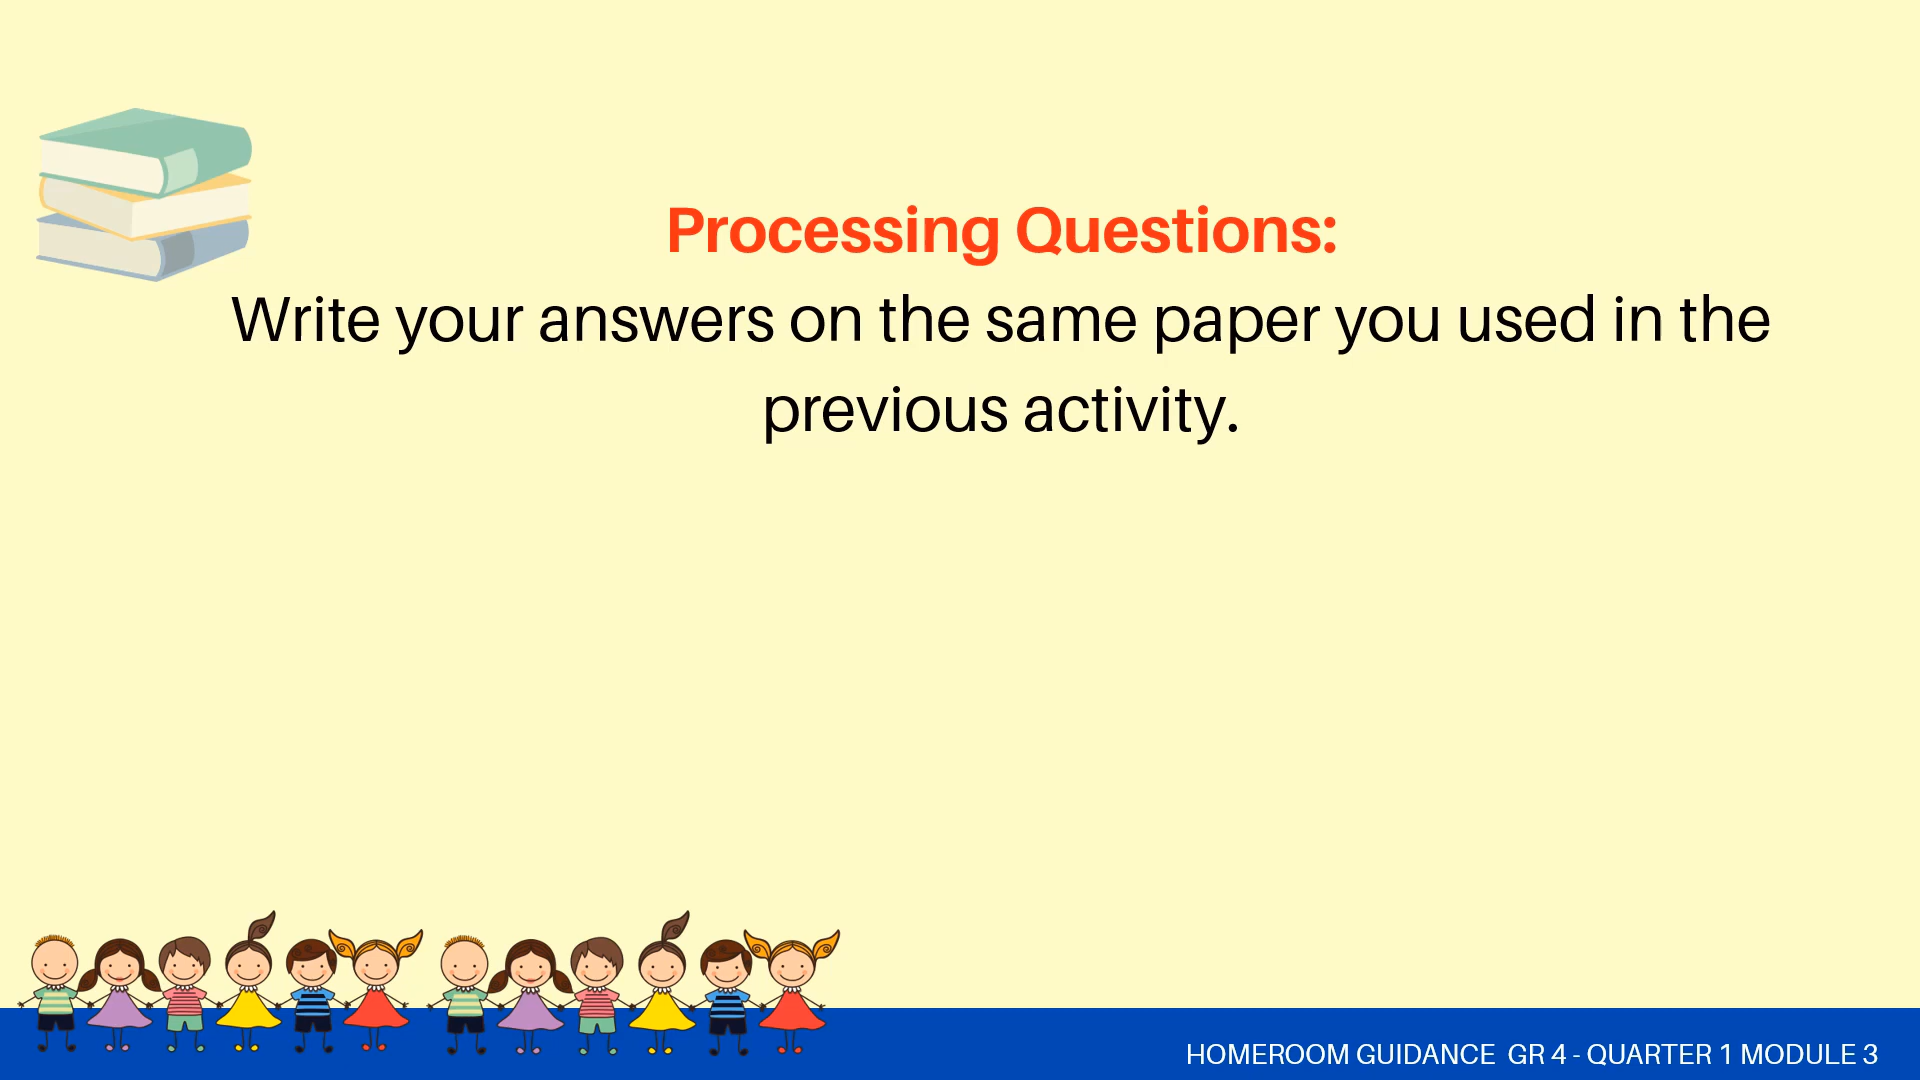 Processing Questions:
Write your answers on the same paper you used in the
previous activity.
HOMEROOM GUIDANCE  GR 4 - QUARTER 1 MODULE 3